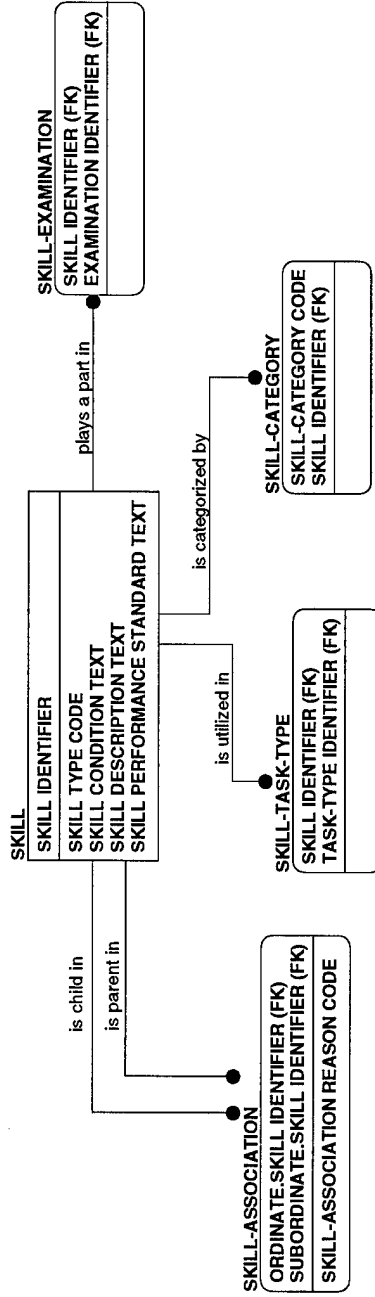 SKILL
SKILL IDENTIFIER
SKILL TYPE CODE
SKILL CONDITION TEXT
SKILL DESCRIPTION TEXT
SKILL PERFORMANCE STANDARD TEXT
is child in
is parent in
is utilized in
is categorized by
plays a part in
SKILL-ASSOCIATION
ORDINATE.SKILL IDENTIFIER (FK)
SUBORDINATE.SKILL IDENTIFIER (FK)
SKILL-ASSOCIATION REASON CODE
SKILL-TASK-TYPE
SKILL IDENTIFIER (FK)
TASK-TYPE IDENTIFIER (FK)
SKILL-CATEGORY
SKILL-CATEGORY CODE
SKILL IDENTIFIER (FK)
SKILL-EXAMINATION
SKILL IDENTIFIER (FK)
EXAMINATION IDENTIFIER (FK)